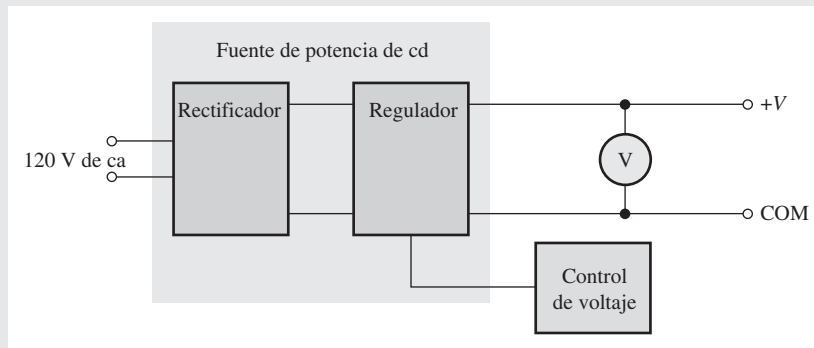 Fuente de potencia de cd
Rectificador
Regulador
+V
120 V de ca
V
COM
Control
de voltaje